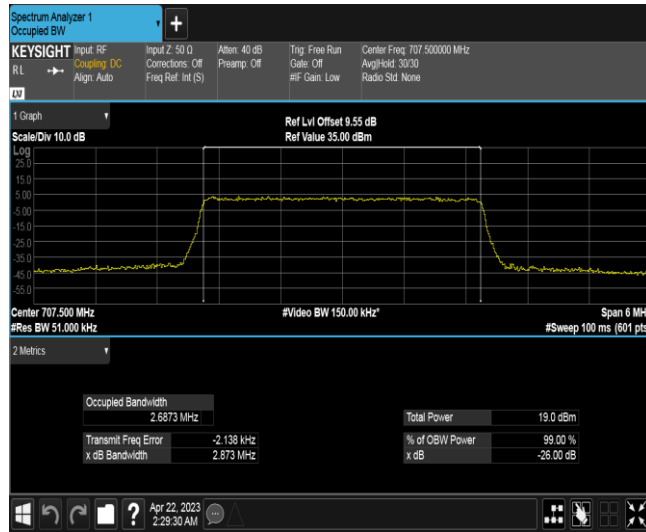 Spectrum Analyzer 1
Occupied BW
+
KEYSIGHT
RL
LXI
Input: RF
Coupling: DC
Align: Auto
Input Z: 50 Ω
Corrections: Off
Freq Ref: Int (S)
Atten: 40 dB
Preamp: Off
Trig: Free Run
Gate: Off
#IF Gain: Low
Center Freq: 707.500000 MHz
Avg|Hold: 30/30
Radio Std: None
1 Graph
Scale/Div 10.0 dB
Ref Lvl Offset 9.55 dB
Ref Value 35.00 dBm
Log
25.0
15.0
5.00
-5.00
-15.0
-25.0
-35.0
-45.0
-55.0
Center 707.500 MHz
#Res BW 51.000 kHz
#Video BW 150.00 kHz*
Span 6 MH
#Sweep 100 ms (601 pts
2 Metrics
Occupied Bandwidth
2.6873 MHz
Transmit Freq Error -2.138 kHz
x dB Bandwidth 2.873 MHz
Total Power 19.0 dBm
% of OBW Power 99.00 %
x dB -26.00 dB
?
Apr 22, 2023
2:29:30 AM